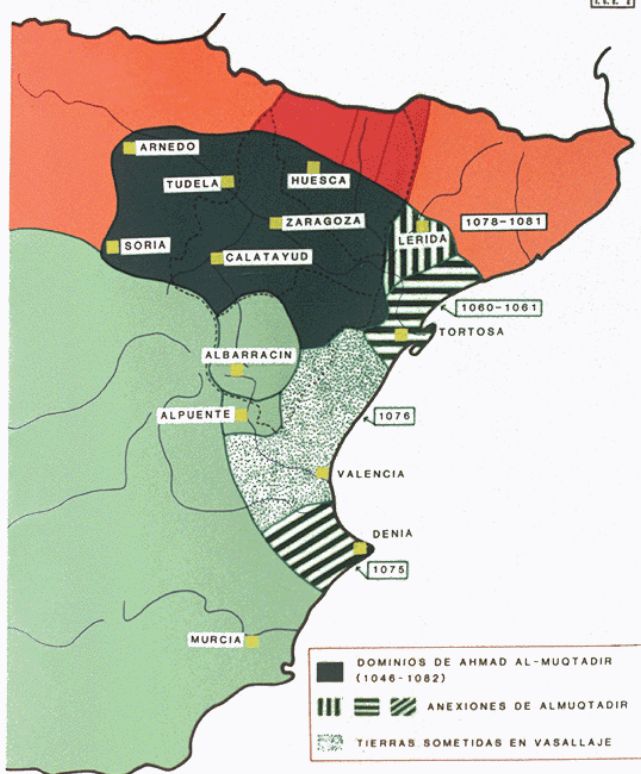 ARNEDO
TUDELA
HUESCA
ZARAGOZA
LERIDA
1078-1081
SORIA
CALATAYUD
1060-1061
TORTOSA
ALBARRACIN
ALPUENTE
1076
VALENCIA
DENIA
1075
MURCIA
DOMINIOS DE AHMAD AL-MUQTADIR
(1046-1082)
ANEXIONES DE ALMUQTADIR
TIERRAS SOMETIDAS EN VASALLAJE